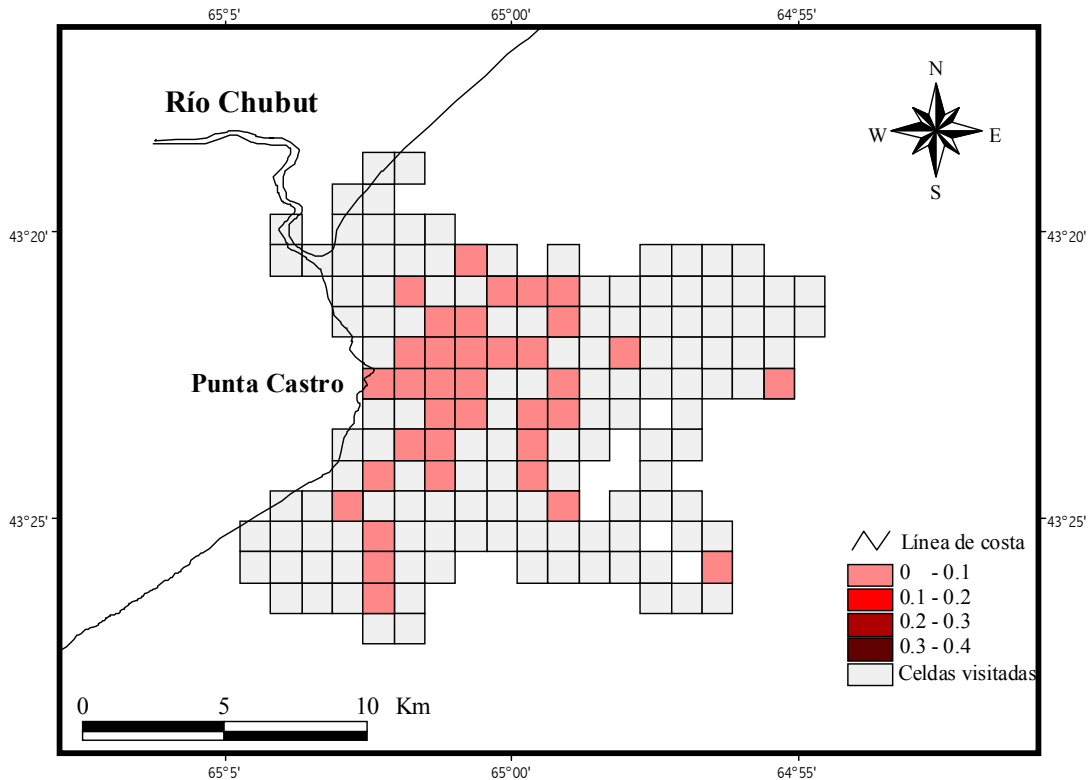 65°5' 65°00' 64°55'
Río Chubut
N
W E
S
43°20' 43°20'
Punta Castro
43°25' 43°25'
Línea de costa
0 - 0.1
0.1 - 0.2
0.2 - 0.3
0.3 - 0.4
Celdas visitadas
0 5 10 Km
65°5' 65°00' 64°55'